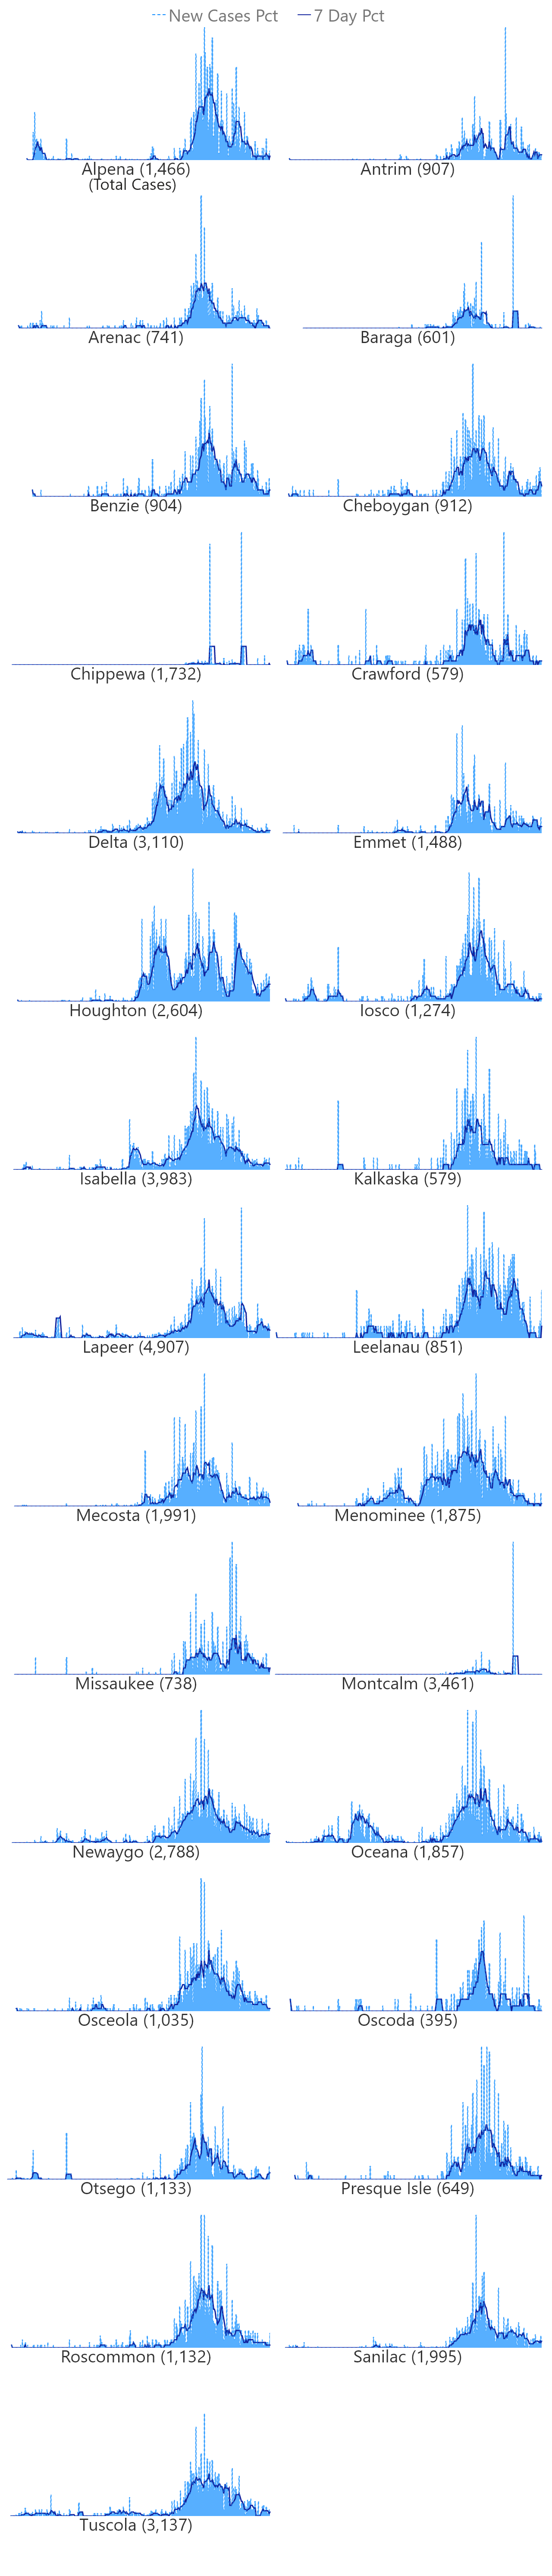 New Cases Pct 7 Day Pct
Alpena (1,466)
(Total Cases)
Antrim (907)
Arenac (741)
Baraga (601)
Benzie (904)
Cheboygan (912)
Chippewa (1,732)
Crawford (579)
Delta (3,110)
Emmet (1,488)
Houghton (2,604)
Iosco (1,274)
Isabella (3,983)
Kalkaska (579)
Lapeer (4,907)
Leelanau (851)
Mecosta (1,991)
Menominee (1,875)
Missaukee (738)
Montcalm (3,461)
Newaygo (2,788)
Oceana (1,857)
Osceola (1,035)
Oscoda (395)
Otsego (1,133)
Presque Isle (649)
Roscommon (1,132)
Sanilac (1,995)
Tuscola (3,137)